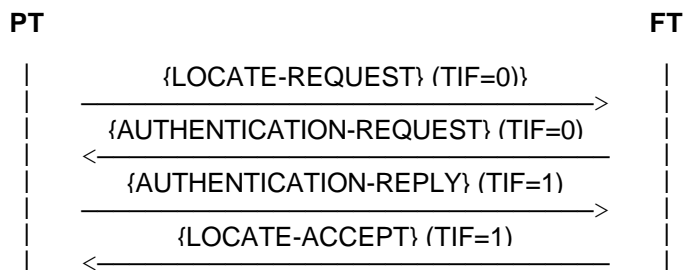 PT FT
{LOCATE-REQUEST} (TIF=0)}
{AUTHENTICATION-REQUEST} (TIF=0)
{AUTHENTICATION-REPLY} (TIF=1)
{LOCATE-ACCEPT} (TIF=1)